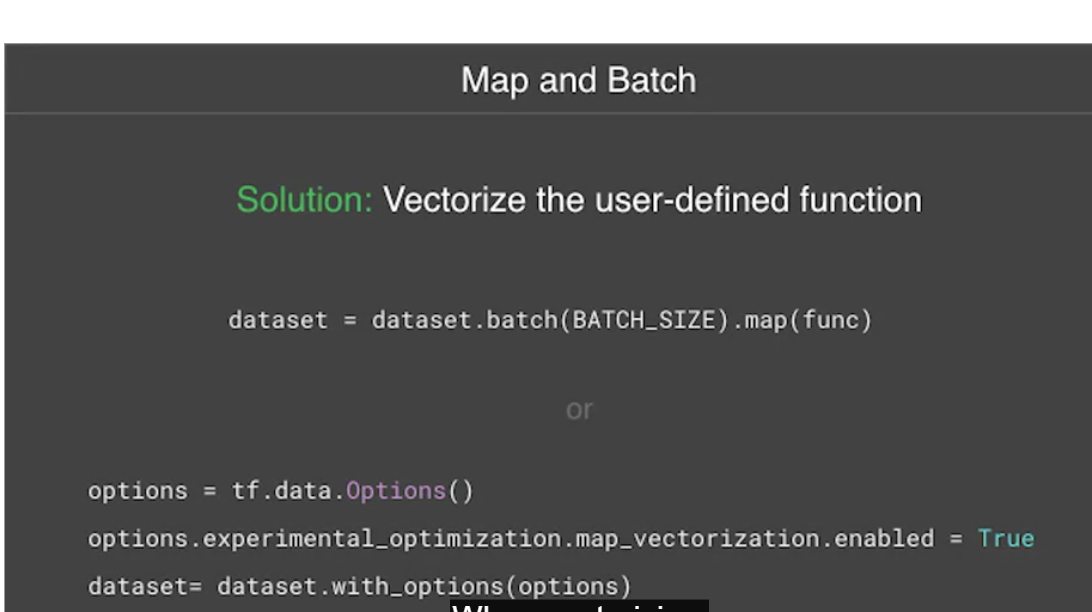 Map and Batch
Solution: Vectorize the user-defined function
dataset = dataset.batch(BATCH_SIZE).map(func)
or
options = tf.data.Options()
options.experimental_optimization.map_vectorization.enabled = True
dataset= dataset.with_options(options)